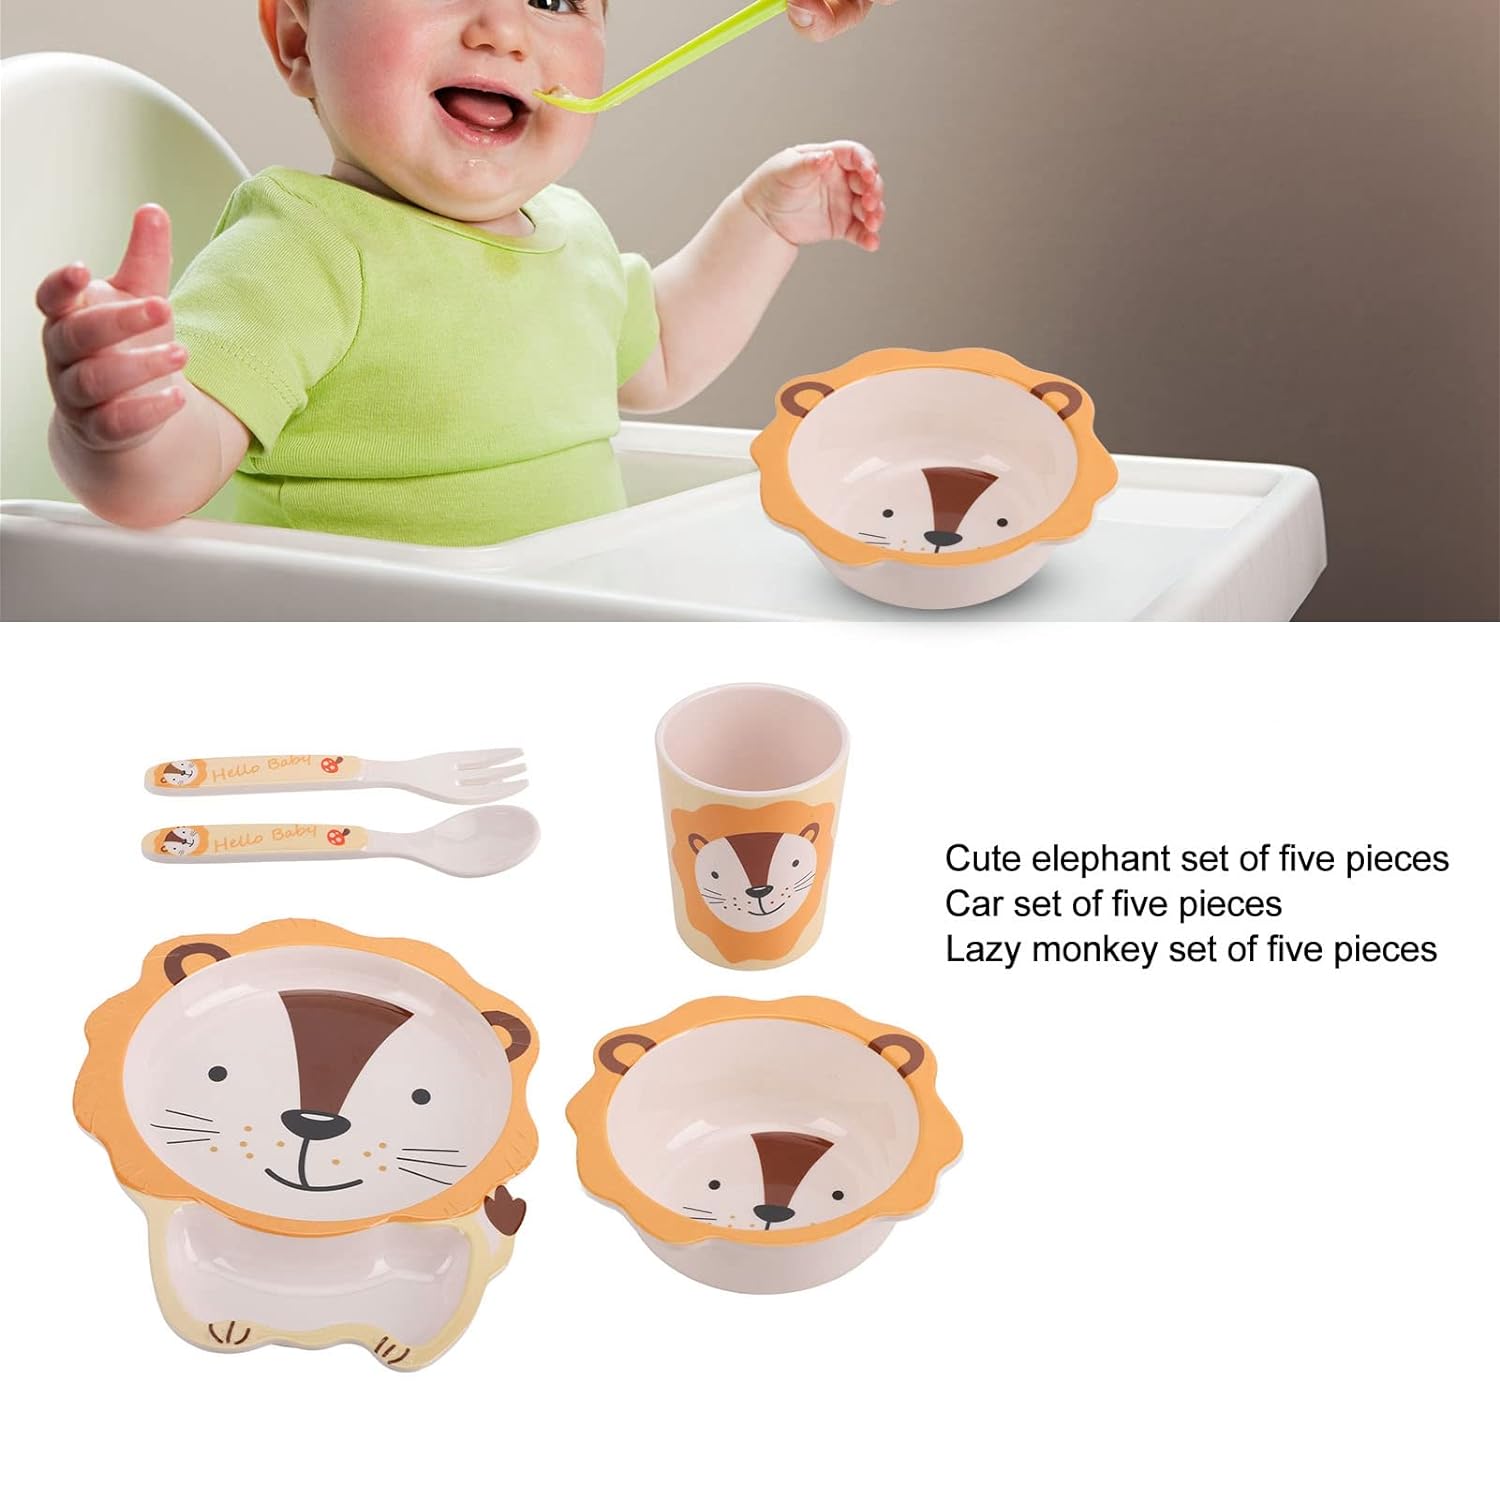 Hello Baby
Hello Baby
Cute elephant set of five pieces
Car set of five pieces
Lazy monkey set of five pieces